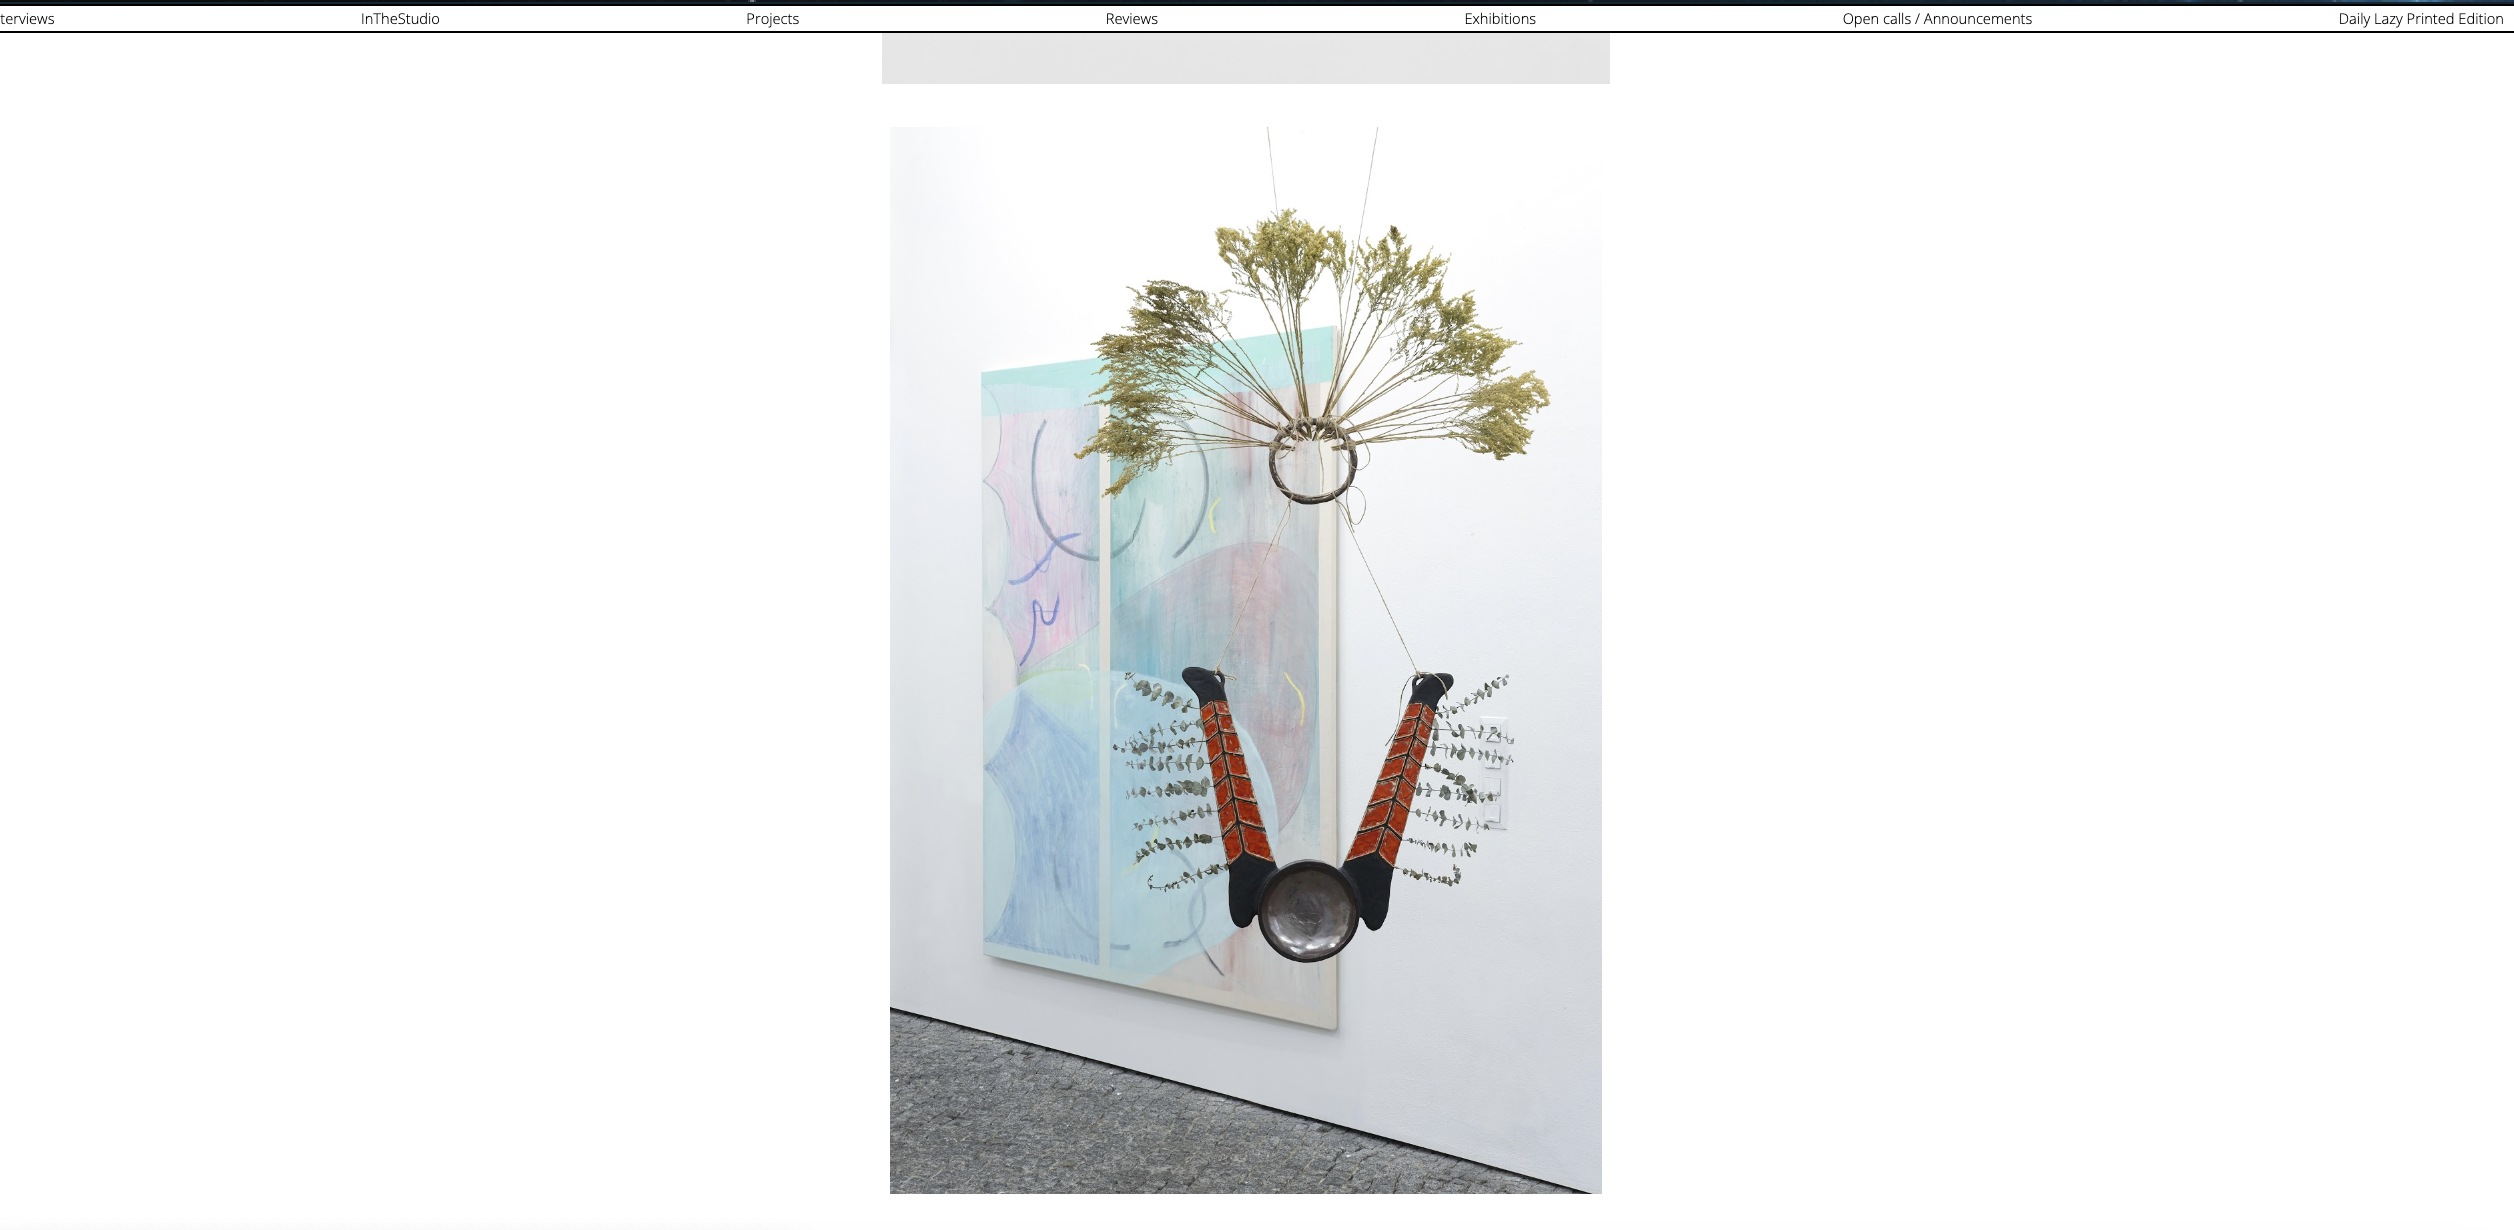 terviews
InTheStudio
Projects
Reviews
Exhibitions
Open calls / Announcements
Daily Lazy Printed Edition